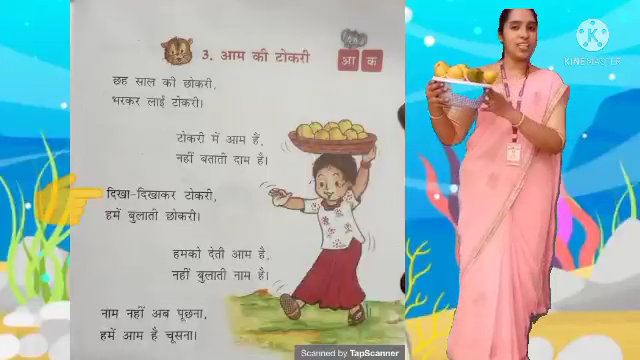 3. आम की टोकरी
आ क
छह साल की छोकरी,
भरकर लाई टोकरी।
टोकरी में आम हैं,
नहीं बताती दाम है।
दिखा-दिखाकर टोकरी,
हमें बुलाती छोकरी।
हमको देती आम है,
नहीं बुलाती नाम है।
नाम नहीं अब पूछना,
हमें आम है चूसना।
Scanned by TapScanner
K
KINEMASTER